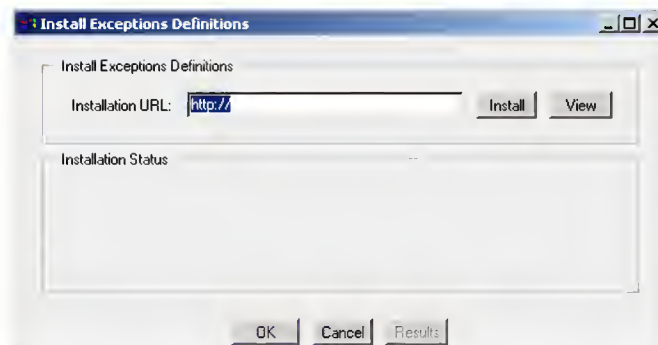 Install Exceptions Definitions
Install Exceptions Definitions
Installation URL: http:// Install View
Installation Status
OK Cancel Results